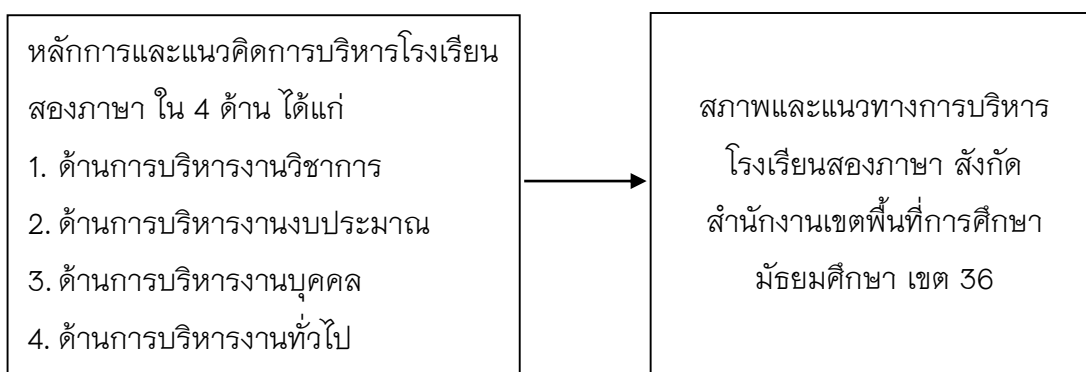 หลักการและแนวคิดการบริหารโรงเรียน
สองภาษา ใน 4 ด้าน ได้แก่
1. ด้านการบริหารงานวิชาการ
2. ด้านการบริหารงานงบประมาณ
3. ด้านการบริหารงานบุคคล
4. ด้านการบริหารงานทั่วไป
สภาพและแนวทางการบริหาร
โรงเรียนสองภาษา สังกัด
สำนักงานเขตพื้นที่การศึกษา
มัธยมศึกษา เขต 36